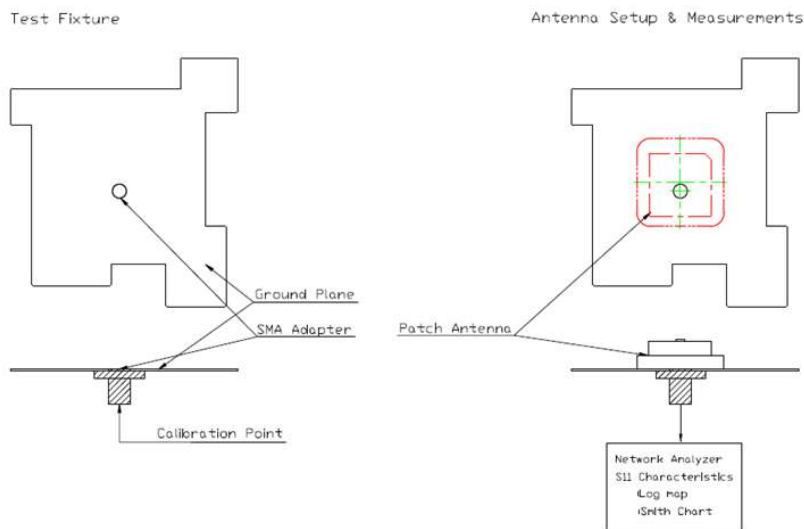 Test Fixture
Antenna Setup & Measurements
Ground Plane
SMA Adapter
Patch Antenna
Calibration Point
Network Analyzer
S11 Characteristics
Log map
Smith Chart